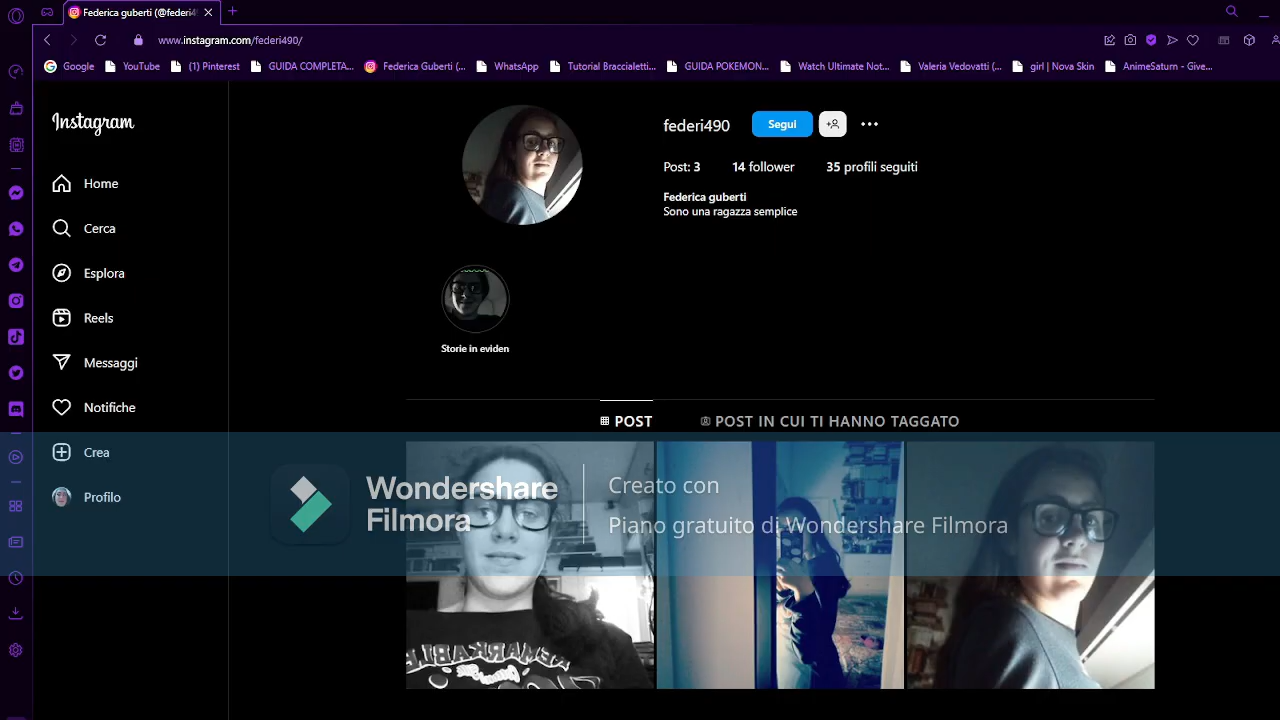 Federica guberti (@federi4
www.instagram.com/federi490/
Google
YouTube
(1) Pinterest
GUIDA COMPLETA...
Federica Guberti (...
WhatsApp
Tutorial Braccialetti...
GUIDA POKEMON...
Watch Ultimate Not...
Valeria Vedovatti (...
girl | Nova Skin
AnimeSaturn - Give...
Instagram
Home
Cerca
Esplora
Reels
Messaggi
Notifiche
Crea
Profilo
federi490
Segui
Post: 3
14 follower
35 profili seguiti
Federica guberti
Sono una ragazza semplice
Storie in eviden
POST
POST IN CUI TI HANNO TAGGATO
Wondershare
Filmora
Creato con
Piano gratuito di Wondershare Filmora